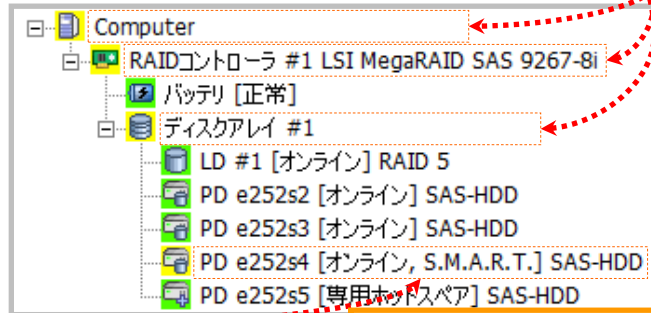 Computer
RAIDコントローラ #1 LSI MegaRAID SAS 9267-8i
バッテリ [正常]
ディスクアレイ #1
LD #1 [オンライン] RAID 5
PD e252s2 [オンライン] SAS-HDD
PD e252s3 [オンライン] SAS-HDD
PD e252s4 [オンライン, S.M.A.R.T.] SAS-HDD
PD e252s5 [専用ホットスペア] SAS-HDD